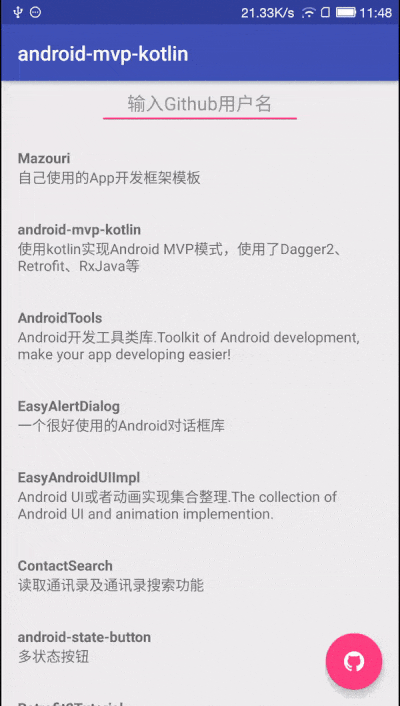 21.33K/s 11:48
android-mvp-kotlin
输入Github用户名
Mazouri
自己使用的App开发框架模板
android-mvp-kotlin
使用kotlin实现Android MVP模式，使用了Dagger2、
Retrofit、RxJava等
AndroidTools
Android开发工具类库.Toolkit of Android development,
make your app developing easier!
EasyAlertDialog
一个很好使用的Android对话框库
EasyAndroidUIImpl
Android UI或者动画实现集合整理.The collection of
Android UI and animation implemention.
ContactSearch
读取通讯录及通讯录搜索功能
android-state-button
多状态按钮